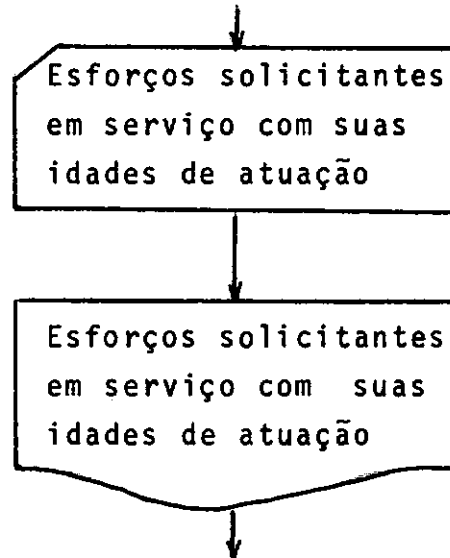 Esforços solicitantes
em serviço com suas
idades de atuação
Esforços solicitantes
em serviço com suas
idades de atuação